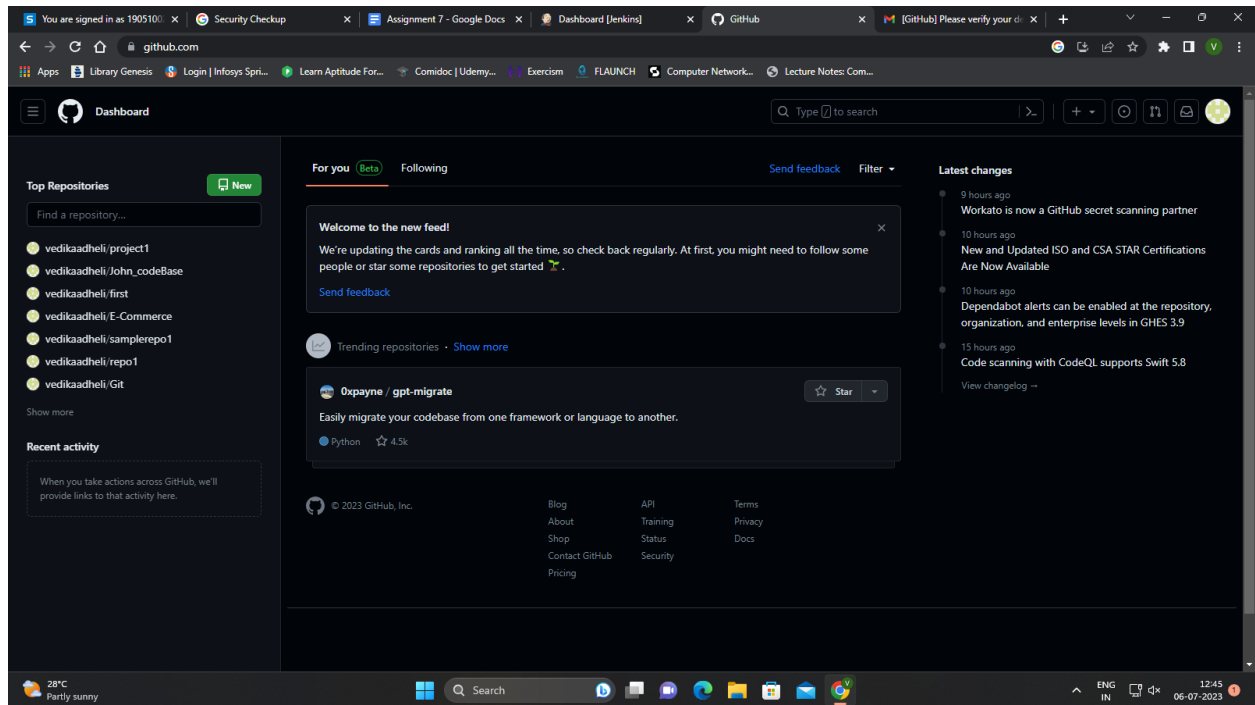 You are signed in as 1905100
Security Checkup
Assignment 7 - Google Docs
Dashboard [Jenkins]
GitHub
[GitHub] Please verify your de
github.com
Apps
Library Genesis
Login | Infosys Spri...
Learn Aptitude For...
Comidoc | Udemy...
Exercism
FLAUNCH
Computer Network...
Lecture Notes: Com...
Dashboard
Type / to search
Top Repositories
New
Find a repository...
vedikaadheli/project1
vedikaadheli/John_codeBase
vedikaadheli/first
vedikaadheli/E-Commerce
vedikaadheli/samplerepo1
vedikaadheli/repo1
vedikaadheli/Git
Show more
Recent activity
When you take actions across GitHub, we'll
provide links to that activity here.
For you Beta
Following
Send feedback
Filter
Welcome to the new feed!
We're updating the cards and ranking all the time, so check back regularly. At first, you might need to follow some
people or star some repositories to get started 🌱.
Send feedback
Trending repositories · Show more
0xpayne / gpt-migrate
Star
Easily migrate your codebase from one framework or language to another.
Python 4.5k
© 2023 GitHub, Inc.
Blog
About
Shop
Contact GitHub
Pricing
API
Training
Status
Security
Terms
Privacy
Docs
Latest changes
9 hours ago
Workato is now a GitHub secret scanning partner
10 hours ago
New and Updated ISO and CSA STAR Certifications
Are Now Available
10 hours ago
Dependabot alerts can be enabled at the repository,
organization, and enterprise levels in GHES 3.9
15 hours ago
Code scanning with CodeQL supports Swift 5.8
View changelog →
28°C
Partly sunny
Search
ENG
IN
12:45
06-07-2023
1